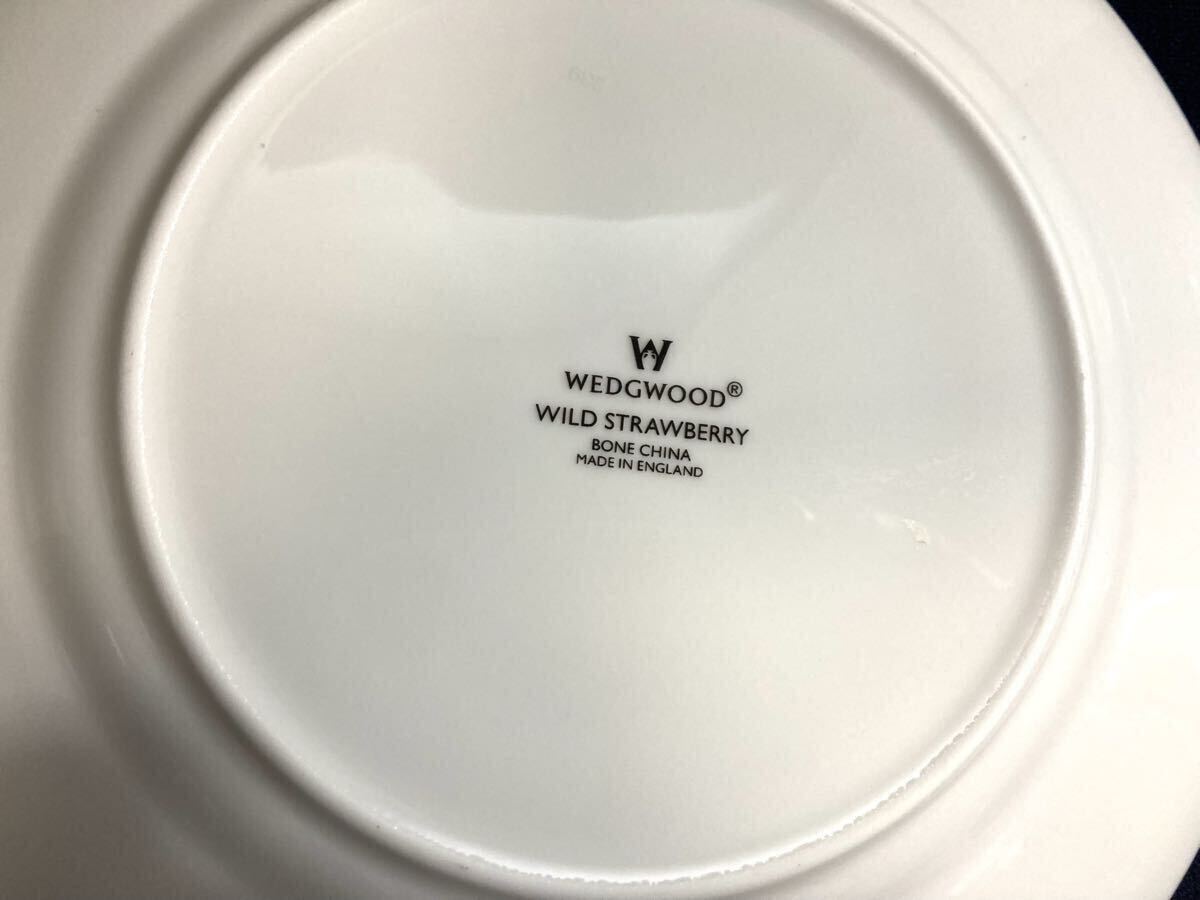 W
WEDGWOOD®
WILD STRAWBERRY
BONE CHINA
MADE IN ENGLAND